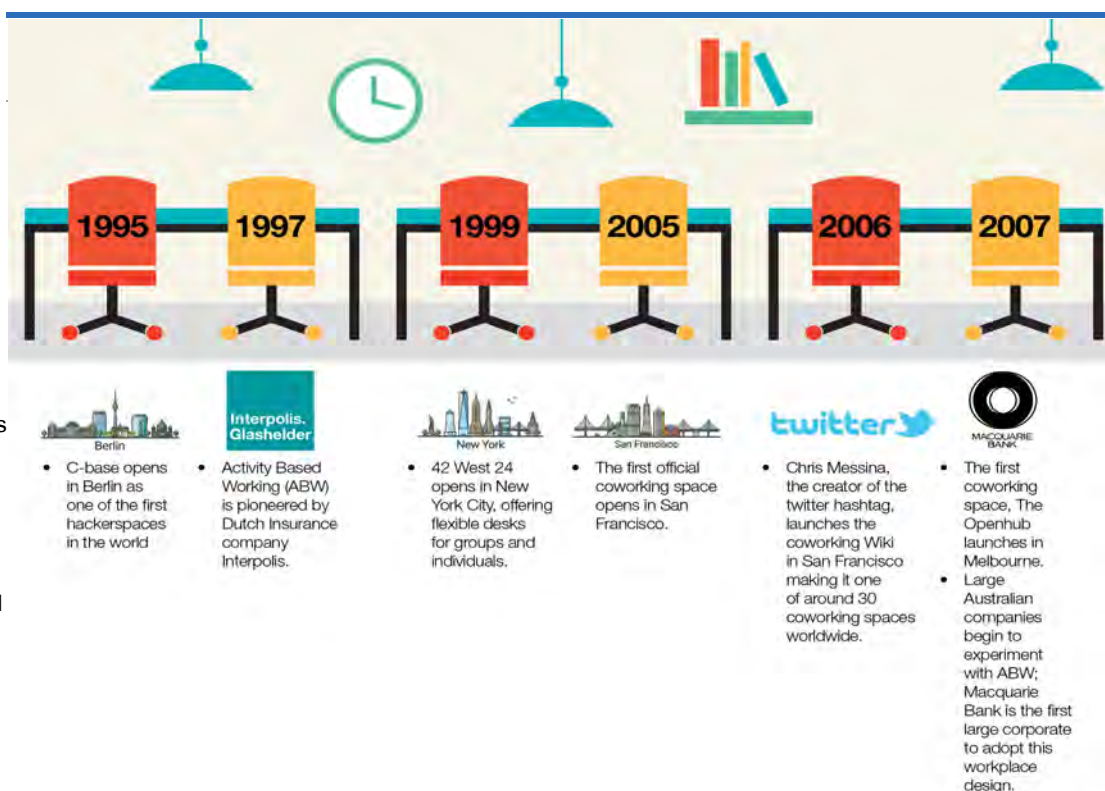 1995
1997
1999
2005
2006
2007
s
l
Berlin
• C-base opens
in Berlin as
one of the first
hackerspaces
in the world
Interpolis.
Glashelder
• Activity Based
Working (ABW)
is pioneered by
Dutch Insurance
company
Interpolis.
New York
• 42 West 24
opens in New
York City, offering
flexible desks
for groups and
individuals.
San Francisco
• The first official
coworking space
opens in San
Francisco.
twitter
• Chris Messina,
the creator of the
twitter hashtag,
launches the
coworking Wiki
in San Francisco
making it one
of around 30
coworking spaces
worldwide.
MACQUARIE
BANK
• The first
coworking
space, The
Openhub
launches in
Melbourne.
• Large
Australian
companies
begin to
experiment
with ABW;
Macquarie
Bank is the first
large corporate
to adopt this
workplace
design.